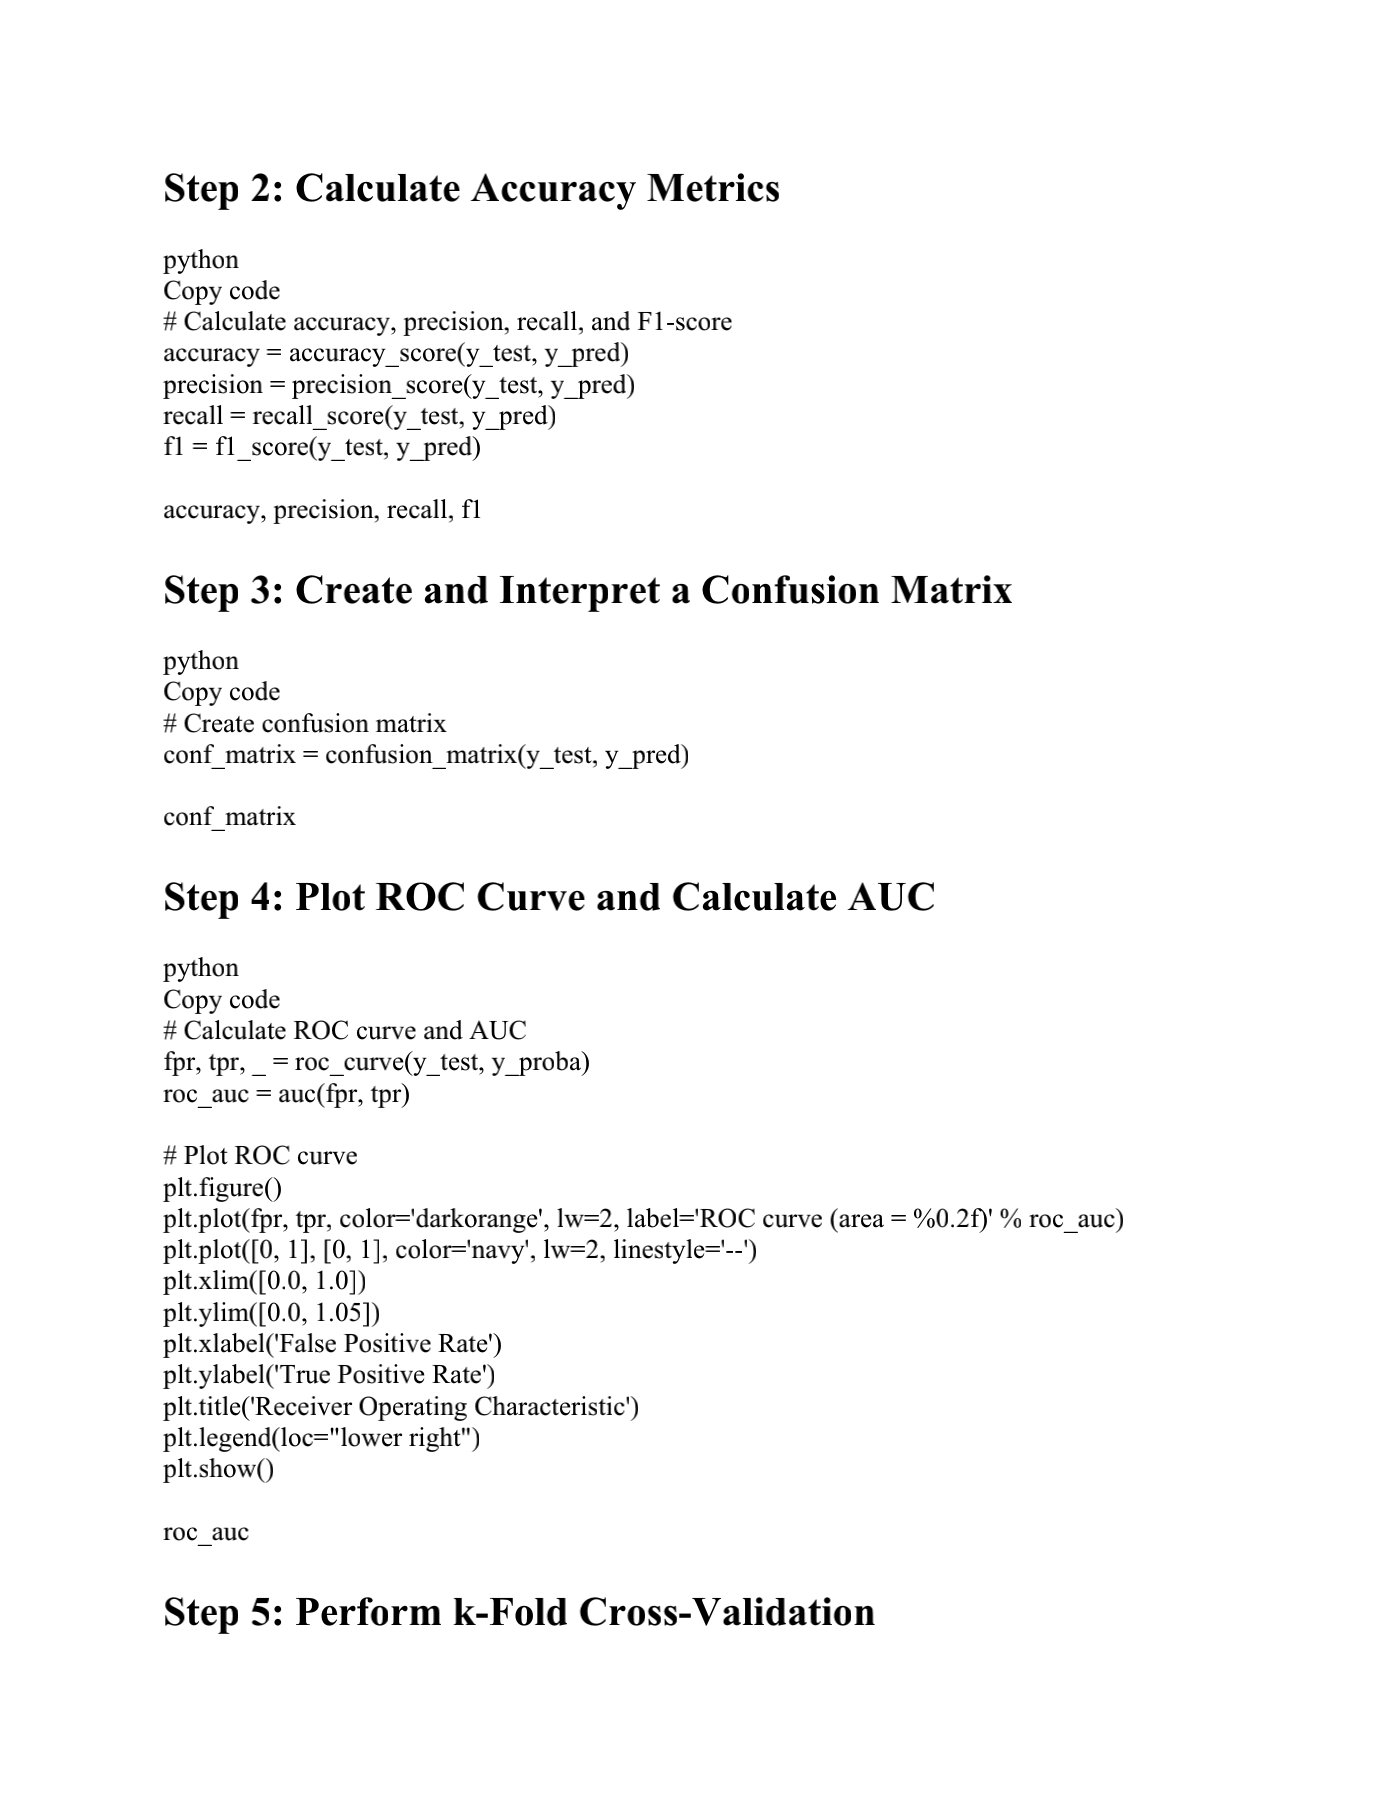 Step 2: Calculate Accuracy Metrics
python
Copy code
# Calculate accuracy, precision, recall, and F1-score
accuracy = accuracy_score(y_test, y_pred)
precision = precision_score(y_test, y_pred)
recall = recall_score(y_test, y_pred)
f1 = f1_score(y_test, y_pred)
accuracy, precision, recall, f1
Step 3: Create and Interpret a Confusion Matrix
python
Copy code
# Create confusion matrix
conf_matrix = confusion_matrix(y_test, y_pred)
conf_matrix
Step 4: Plot ROC Curve and Calculate AUC
python
Copy code
# Calculate ROC curve and AUC
fpr, tpr, _ = roc_curve(y_test, y_proba)
roc_auc = auc(fpr, tpr)
# Plot ROC curve
plt.figure()
plt.plot(fpr, tpr, color='darkorange', lw=2, label='ROC curve (area = %0.2f)' % roc_auc)
plt.plot([0, 1], [0, 1], color='navy', lw=2, linestyle='--')
plt.xlim([0.0, 1.0])
plt.ylim([0.0, 1.05])
plt.xlabel('False Positive Rate')
plt.ylabel('True Positive Rate')
plt.title('Receiver Operating Characteristic')
plt.legend(loc="lower right")
plt.show()
roc_auc
Step 5: Perform k-Fold Cross-Validation